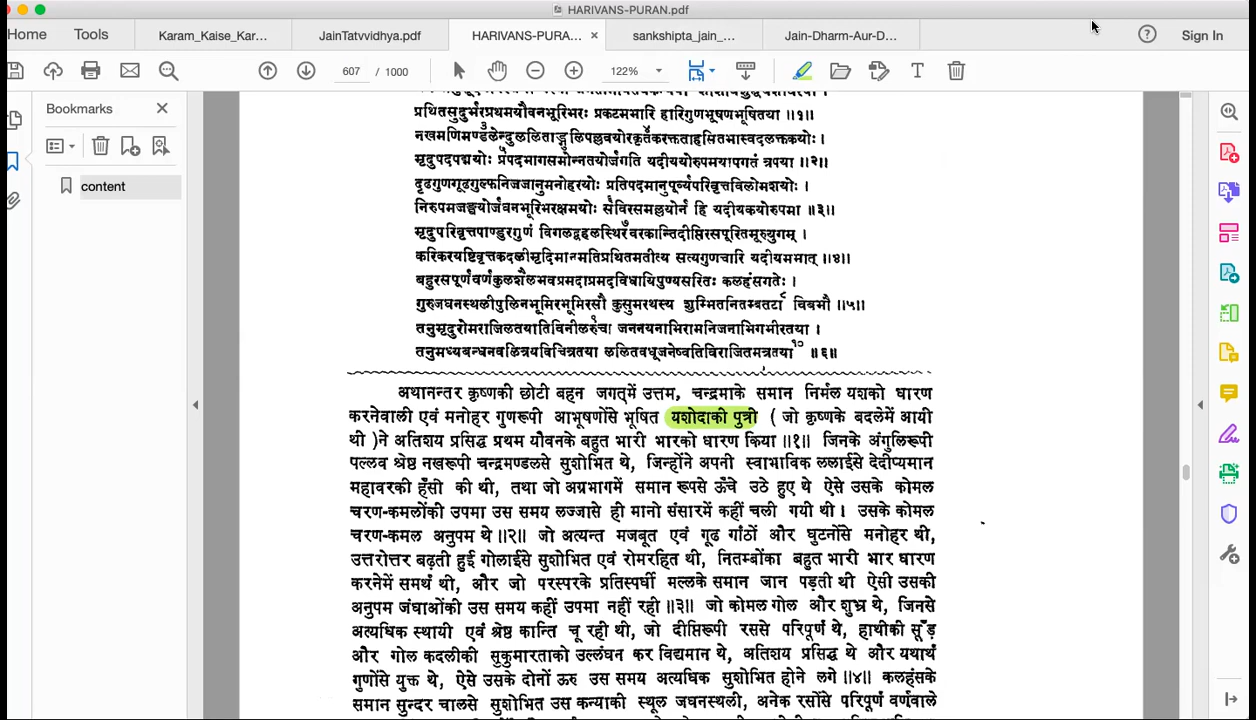 HARIVANS-PURAN.pdf
Home Tools Karam_Kaise_Kar... JainTatvvidhya.pdf HARIVANS-PURA... × sankshipta_jain_... Jain-Dharm-Aur-D... Sign In
607 / 1000 122%
Bookmarks
content
प्रथितसुदुर्भरप्रथमयौवनभूरिभरः प्रकटमभारि हारिगुणभूषणभूषितया ॥१॥
नखमणिमण्डलेन्दुललिताङ्गुलिपल्लवयोरकृतकरक्तताहसितभास्वदलक्तकयोः ।
मृदुपदपद्मयोः प्रपदभागसमोन्नतयोर्जगति यदीययोरुपमयापगतं त्रपया ॥२॥
दृढगुणगूढगुल्फनिजजानुमनोहरयोः प्रतिपदमानुपूर्व्यपरिवृत्तविलोमशयोः ।
निरुपमजङ्घयोर्जघनभूरिभरक्षमयोः यदीयकयोरुपमा ॥३॥
मृदुपरिवृत्तपाण्डुरगुणं
करिकरयष्टिवृत्तकदली सत्यगुणचारि यदीयममात् ॥४॥
बहुरसपूर्णवर्णकुलशैलभवप्रमदाप्रमदविधायिपुण्यसरितः कलहंसगतेः ।
गुरुजघनस्थलीपुलिनभूमिरभूमिरसौ कुसुमरथस्य शुम्भितनितम्बतटा विबभौ ॥५॥
तनुमृदुरोमराजिलतयातिविनीलरुचा जननयनाभिरामनिजनाभिगभीरतया ।
तनुमध्यबन्धनवलित्रयविचित्रतया ललितवधूजनेष्वतिविराजितमत्रतया ॥६॥
अथानन्तर कृष्णकी छोटी बहन जगत्‌में उत्तम, चन्द्रमाके समान निर्मल यशको धारण
करनेवाली एवं मनोहर गुणरूपी आभूषणोंसे भूषित यशोदाकी पुत्री ( जो कृष्णके बदलेमें आयी
थी )ने अतिशय प्रसिद्ध प्रथम यौवनके बहुत भारी भारको धारण किया ॥१॥ जिनके अंगुलिरूपी
पल्लव श्रेष्ठ नखरूपी चन्द्रमण्डलसे सुशोभित थे, जिन्होंने अपनी स्वाभाविक ललाईसे देदीप्यमान
महावरकी हँसी की थी, तथा जो अग्रभागमें समान रूपसे ऊँचे उठे हुए थे ऐसे उसके कोमल
चरण-कमलोंकी उपमा उस समय लज्जासे ही मानो संसारमें कहीं चली गयी थी। उसके कोमल
चरण-कमल अनुपम थे ॥२॥ जो अत्यन्त मजबूत एवं गूढ गाँठों और घुटनोंसे मनोहर थी,
उत्तरोत्तर बढ़ती हुई गोलाईसे सुशोभित एवं रोमरहित थी, नितम्बोंका बहुत भारी भार धारण
करनेमें समर्थ थी, और जो परस्परके प्रतिस्पर्धी मल्लके समान जान पड़ती थी ऐसी उसकी
अनुपम जंघाओंकी उस समय कहीं उपमा नहीं रही ॥३॥ जो कोमल गोल और शुभ्र थे, जिनसे
अत्यधिक स्थायी एवं श्रेष्ठ कान्ति चू रही थी, जो दीप्तिरूपी रससे परिपूर्ण थे, हाथीकी सूँड़
और गोल कदलीकी सुकुमारताको उल्लंघन कर विद्यमान थे, अतिशय प्रसिद्ध थे और यथार्थ
गुणोंसे युक्त थे, ऐसे उसके दोनों ऊरु उस समय अत्यधिक सुशोभित होने लगे ॥४॥ कलहंसके
समान सुन्दर चालसे सुशोभित उस कन्याकी स्थूल जघनस्थली, अनेक रसोंसे परिपूर्ण वर्णवाले